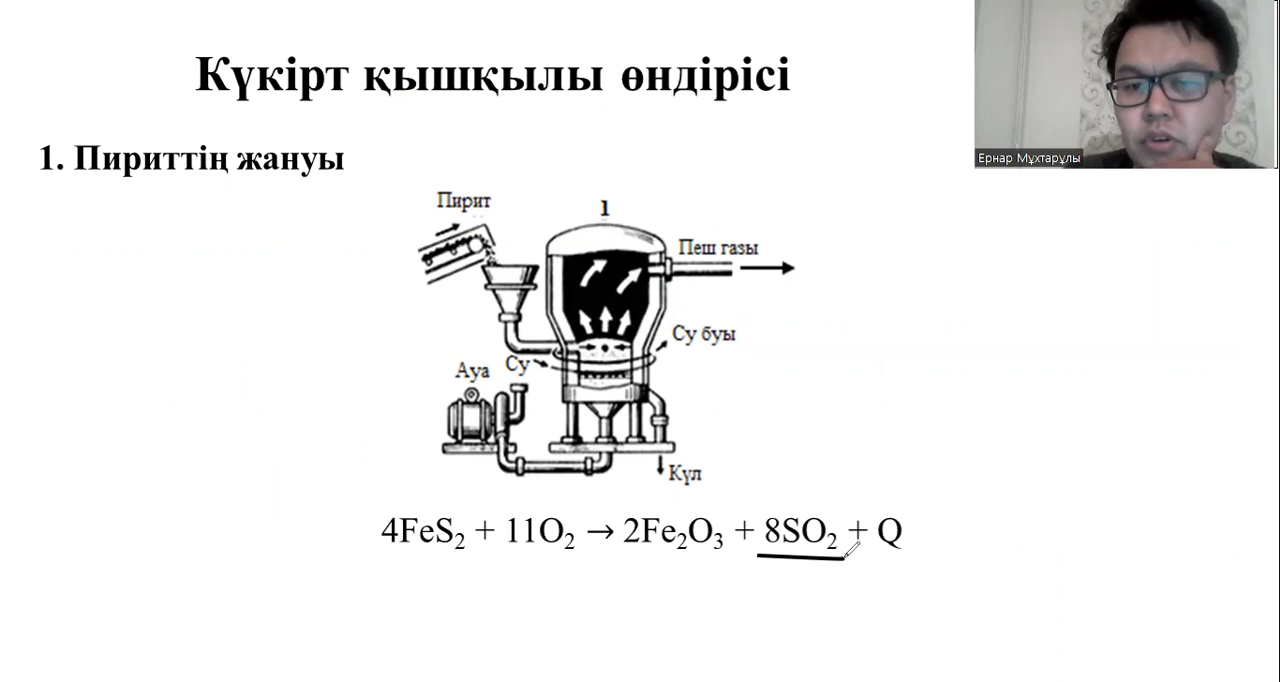 Күкірт қышқылы өндірісі
Ернар Мұхтарұлы
1. Пириттің жануы
Пирит
1
Пеш газы
Су буы
Ауа
Су
Күл
4FeS₂ + 11O₂ → 2Fe₂O₃ + 8SO₂ + Q